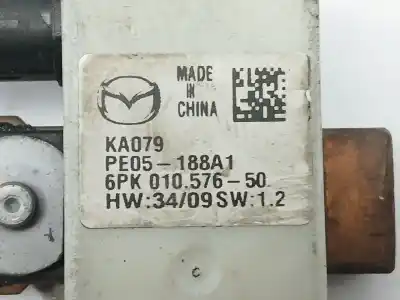 MADE
IN
CHINA
KA079
PE05-188A1
6PK 010.576-50
HW:34/09 SW:1.2
c